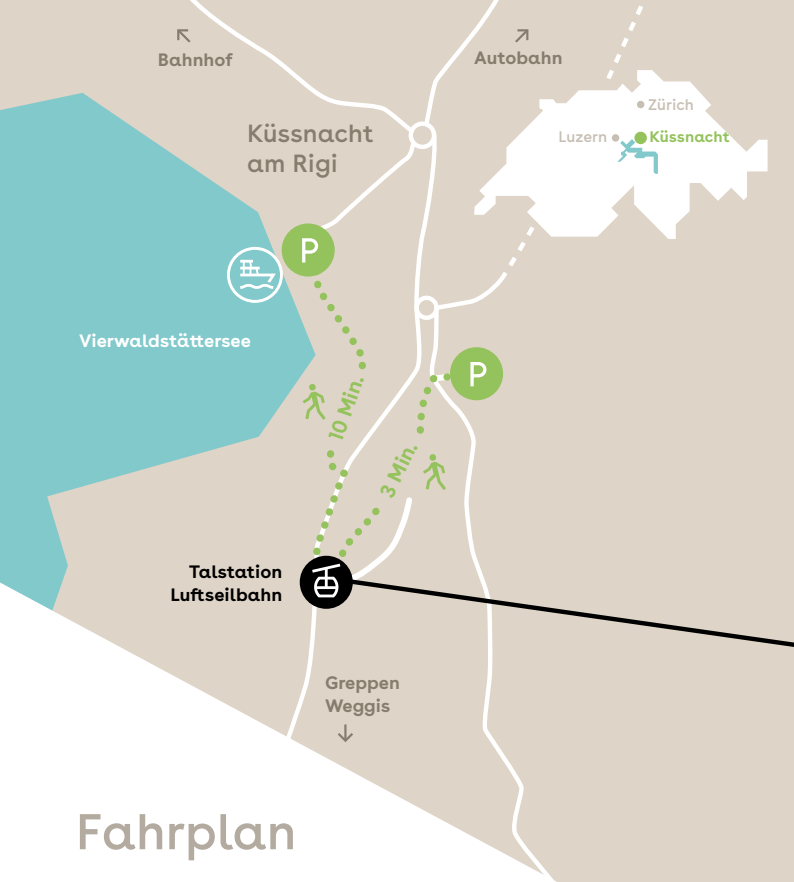 Bahnhof
Autobahn
Küssnacht
am Rigi
Zürich
Luzern
Küssnacht
P
Vierwaldstättersee
P
10 Min.
3 Min.
Talstation
Luftseilbahn
Greppen
Weggis
Fahrplan